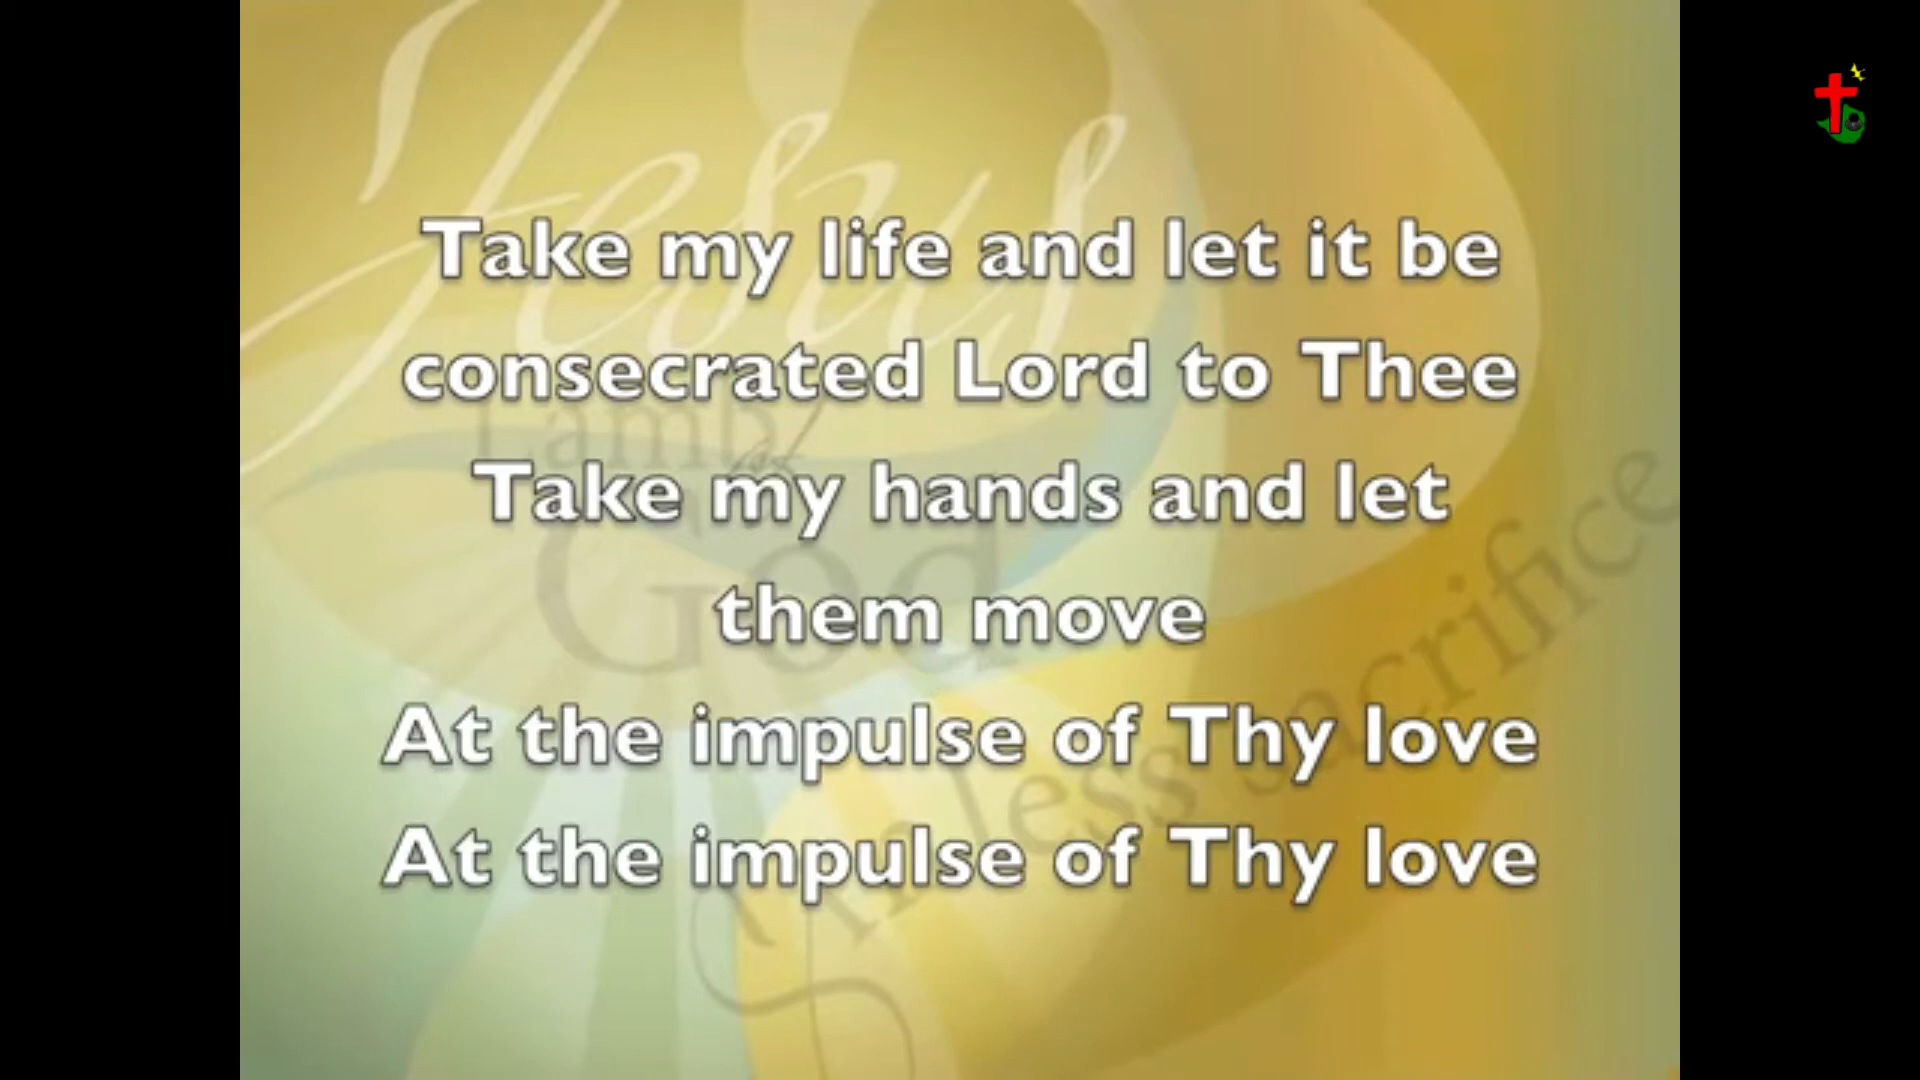 Take my life and let it be
consecrated Lord to Thee
Take my hands and let
them move
At the impulse of Thy love
At the impulse of Thy love
Jesus
Lamb
of
God
Sinless sacrifice